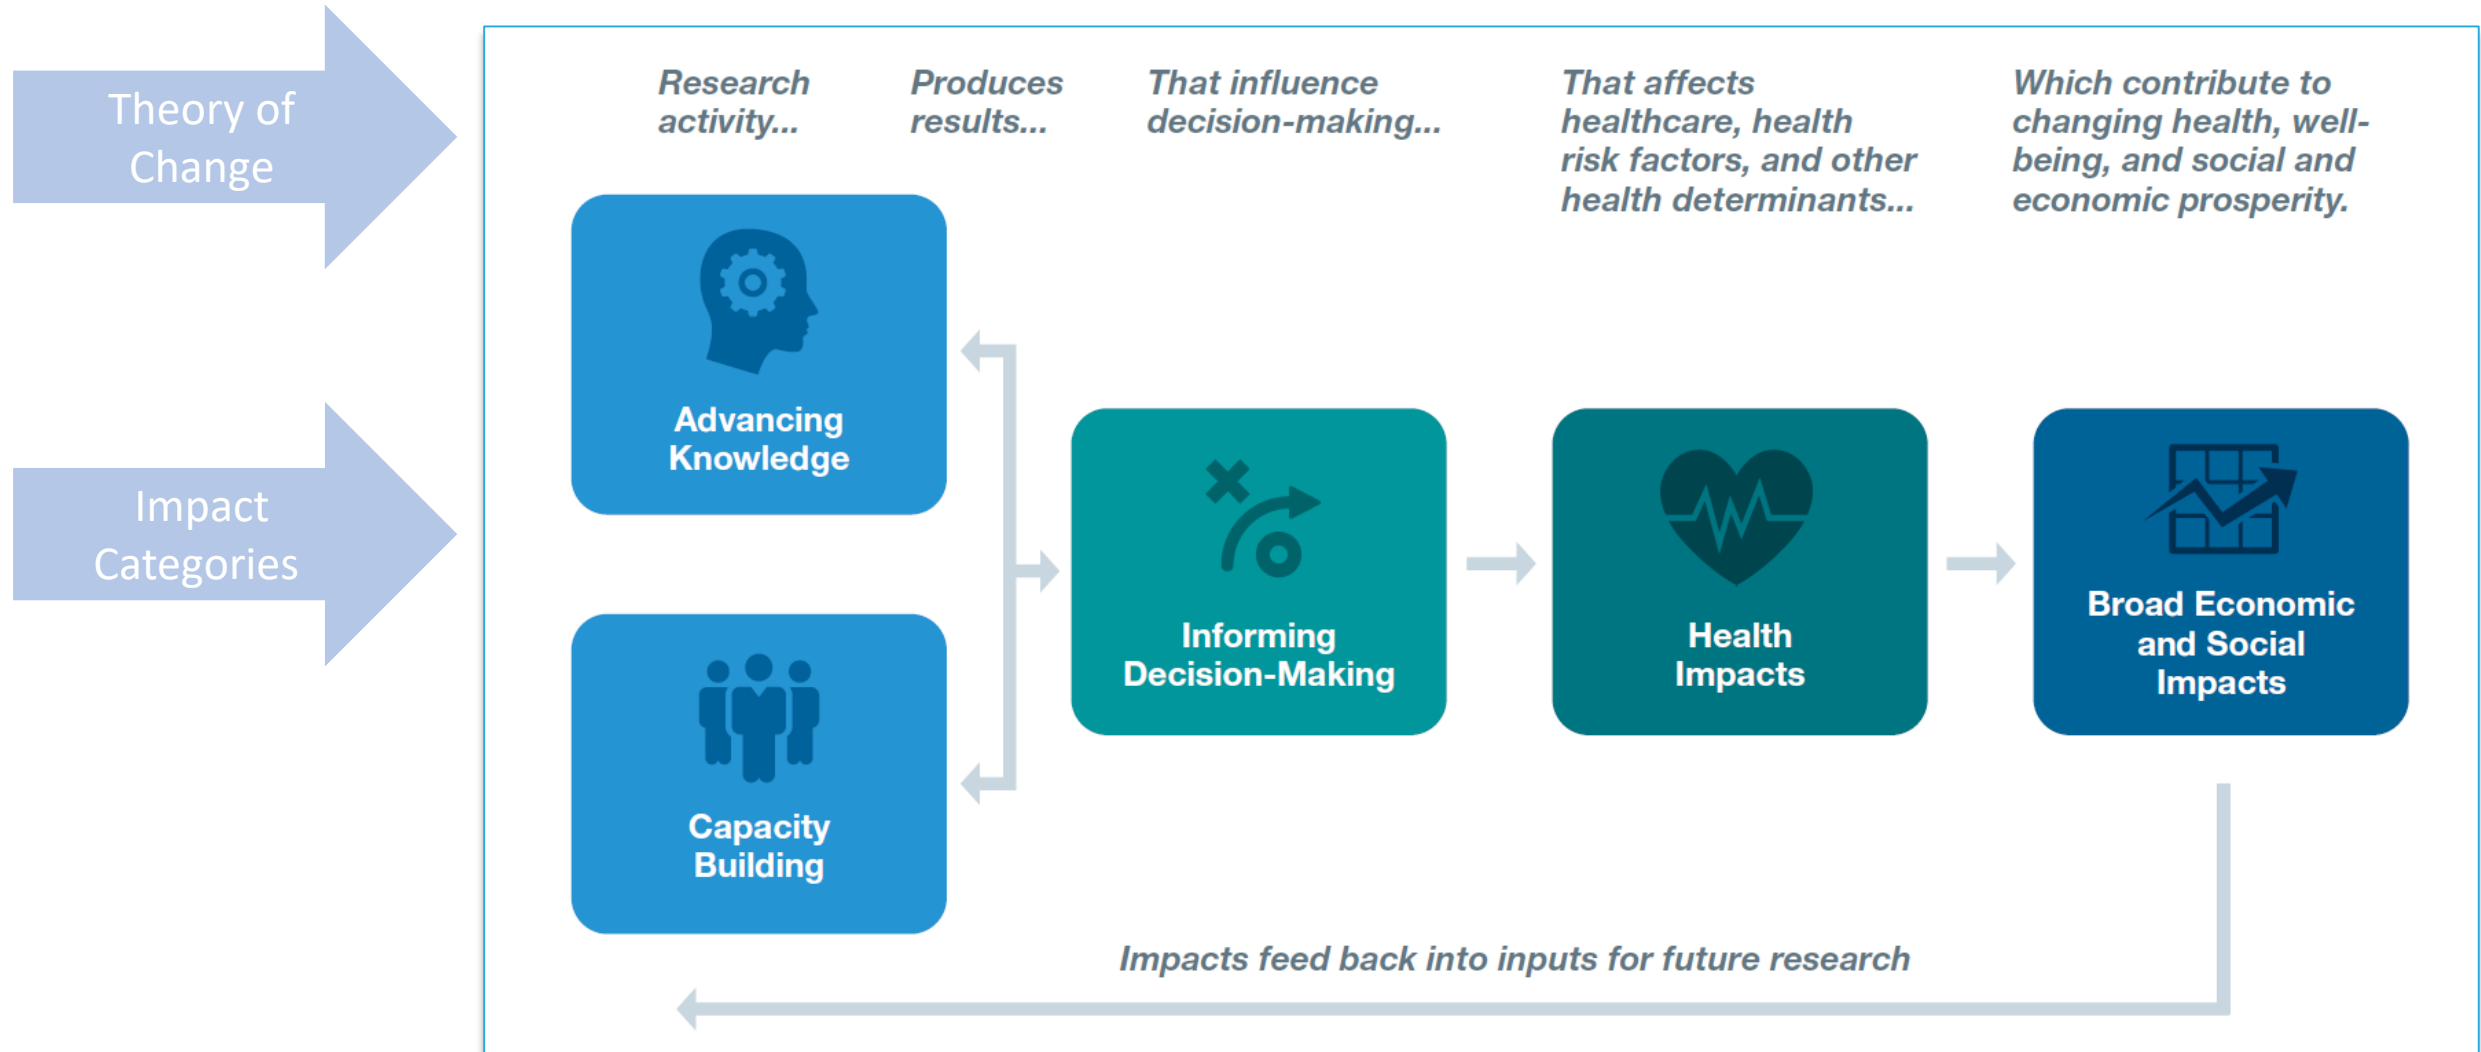 Theory of
Change
Research
activity...
Produces
results...
That influence
decision-making...
That affects
healthcare, health
risk factors, and other
health determinants...
Which contribute to
changing health, well-
being, and social and
economic prosperity.
Impact
Categories
Advancing
Knowledge
Capacity
Building
Informing
Decision-Making
Health
Impacts
Broad Economic
and Social
Impacts
Impacts feed back into inputs for future research